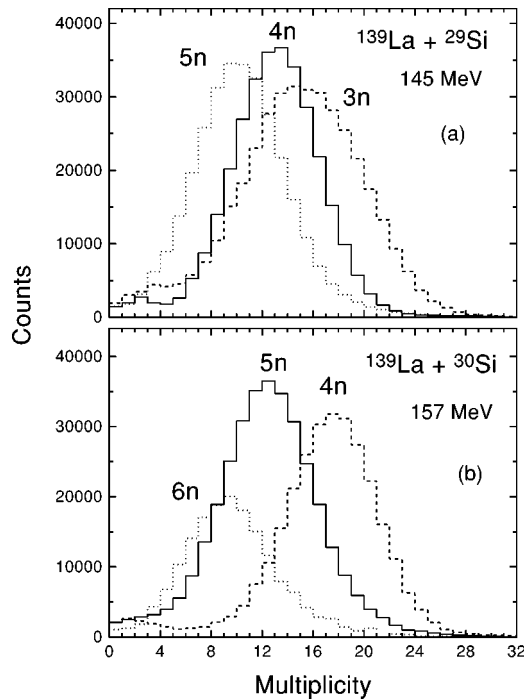 40000
30000
20000
10000
0
5n
4n
3n
¹³⁹La + ²⁹Si
145 MeV
(a)
Counts
40000
30000
20000
10000
0
6n
5n
4n
¹³⁹La + ³⁰Si
157 MeV
(b)
0 4 8 12 16 20 24 28 32
Multiplicity